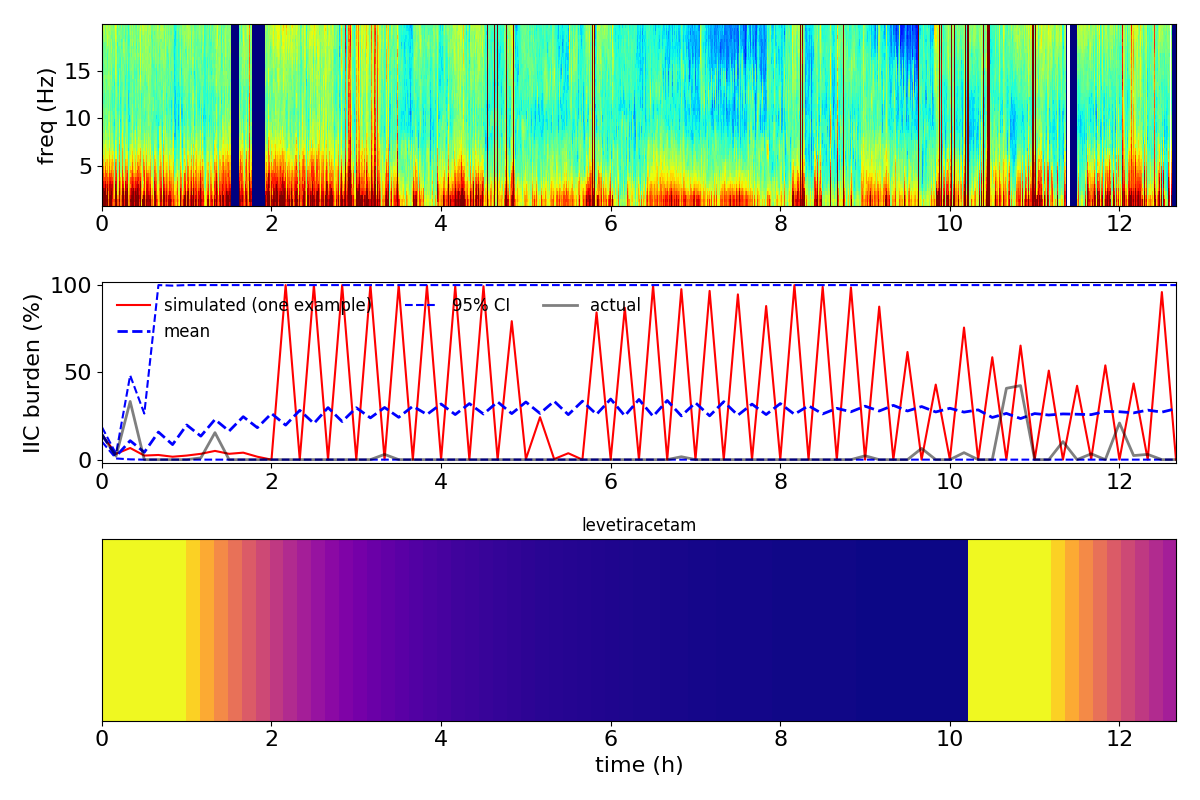 freq (Hz)
15
10
5
0 2 4 6 8 10 12
IIC burden (%)
100
50
0
simulated (one example) 95% CI actual
mean
0 2 4 6 8 10 12
levetiracetam
0 2 4 6 8 10 12
time (h)